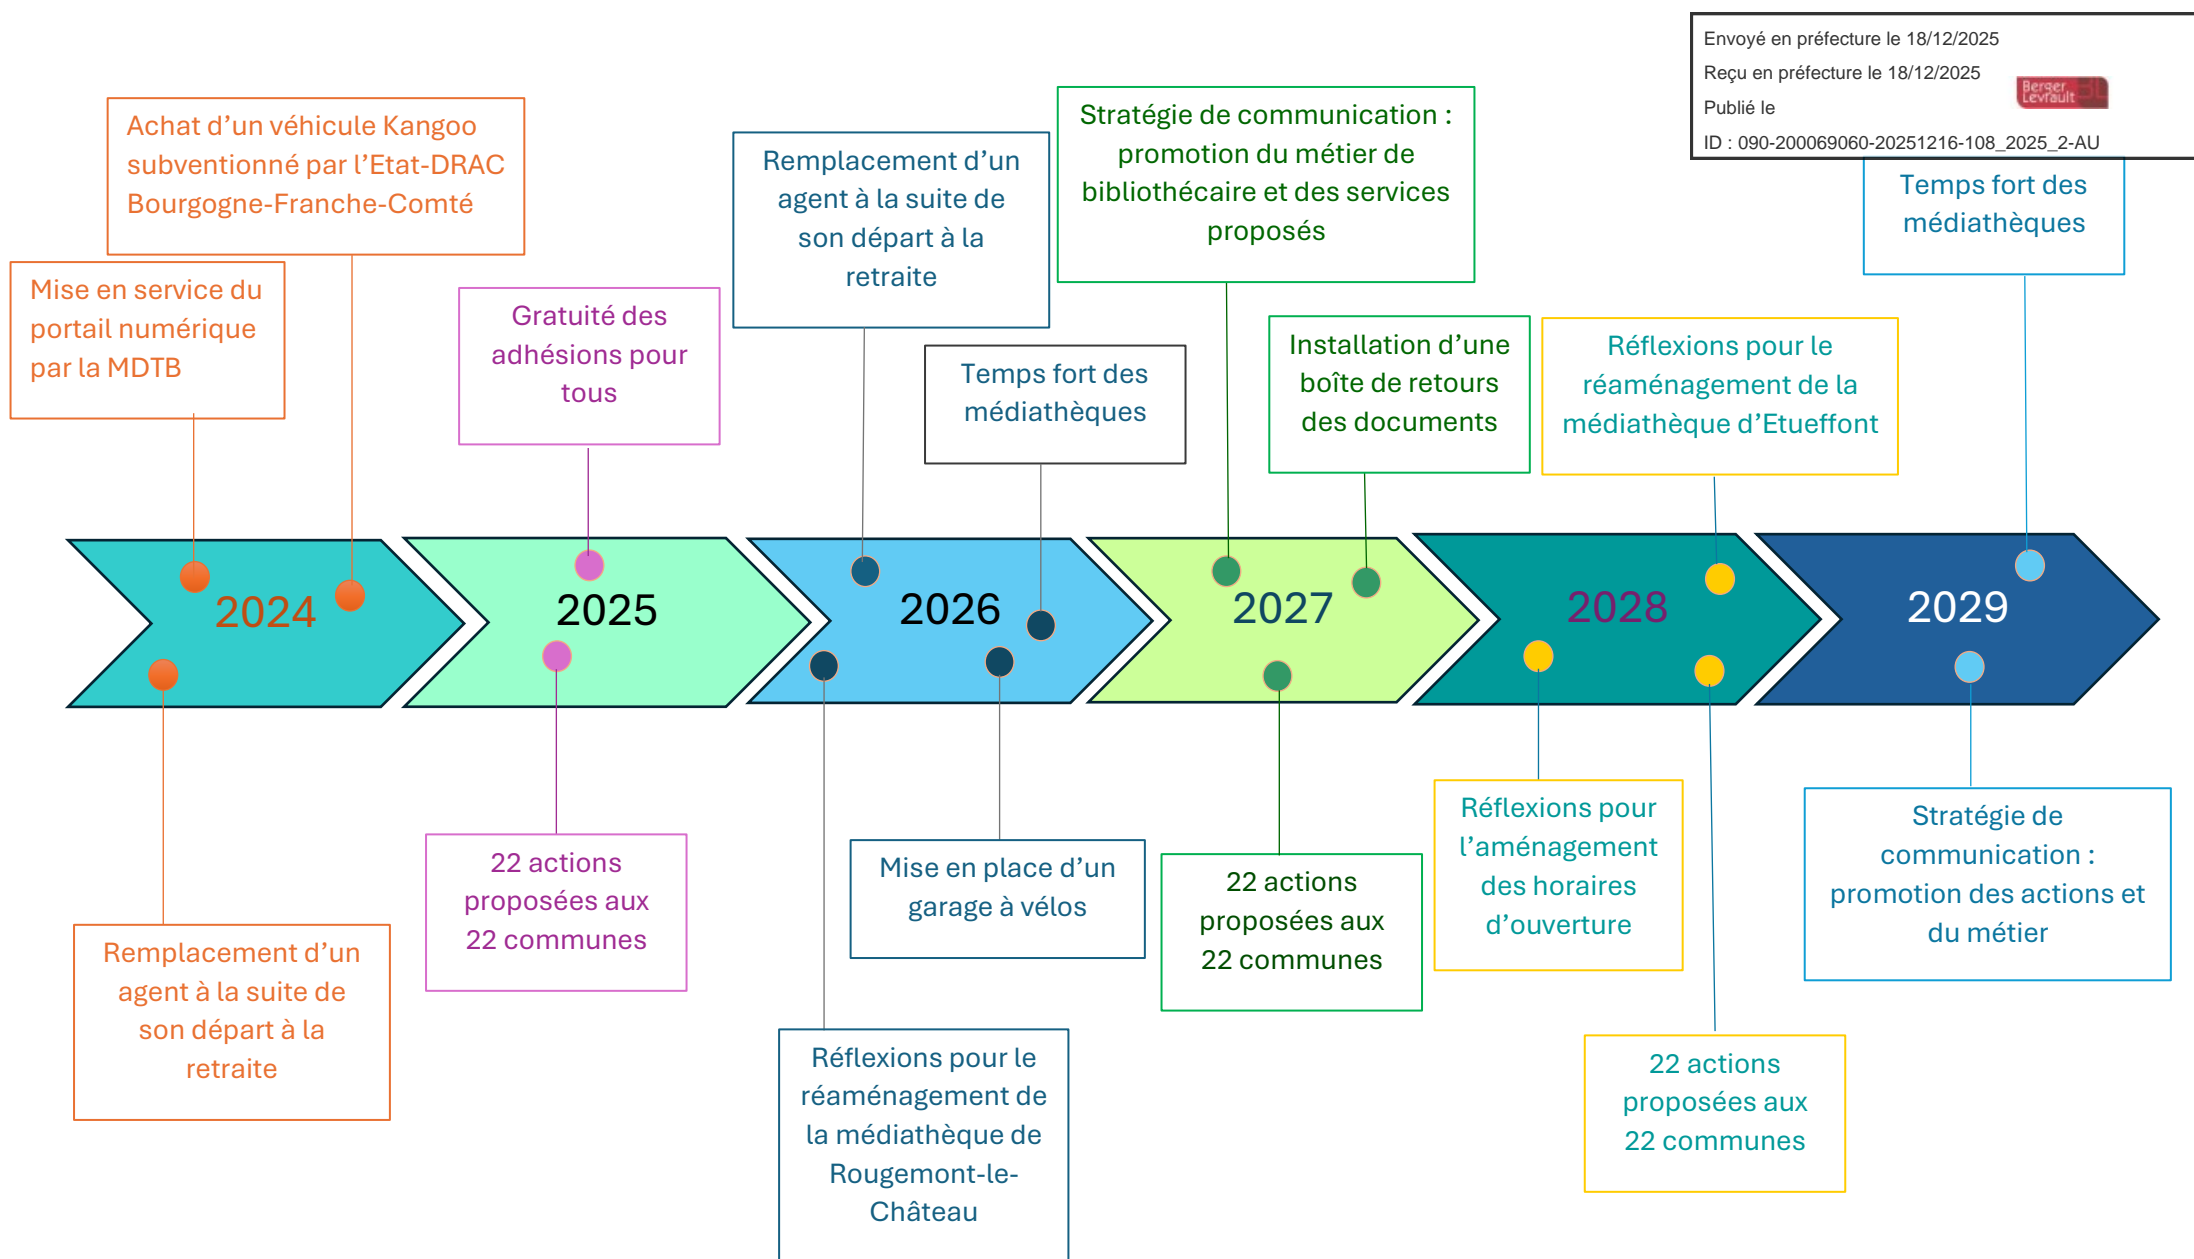 Envoyé en préfecture le 18/12/2025
Reçu en préfecture le 18/12/2025
Publié le
Berger
Levrault
ID : 090-200069060-20251216-108_2025_2-AU
Achat d’un véhicule Kangoo
subventionné par l’Etat-DRAC
Bourgogne-Franche-Comté
Mise en service du
portail numérique
par la MDTB
Gratuité des
adhésions pour
tous
Remplacement d’un
agent à la suite de
son départ à la
retraite
Temps fort des
médiathèques
Stratégie de communication :
promotion du métier de
bibliothécaire et des services
proposés
Installation d’une
boîte de retours
des documents
Réflexions pour le
réaménagement de la
médiathèque d’Etueffont
Temps fort des
médiathèques
2024
2025
2026
2027
2028
2029
Remplacement d’un
agent à la suite de
son départ à la
retraite
22 actions
proposées aux
22 communes
Réflexions pour le
réaménagement de
la médiathèque de
Rougemont-le-
Château
Mise en place d’un
garage à vélos
22 actions
proposées aux
22 communes
Réflexions pour
l’aménagement
des horaires
d’ouverture
22 actions
proposées aux
22 communes
Stratégie de
communication :
promotion des actions et
du métier